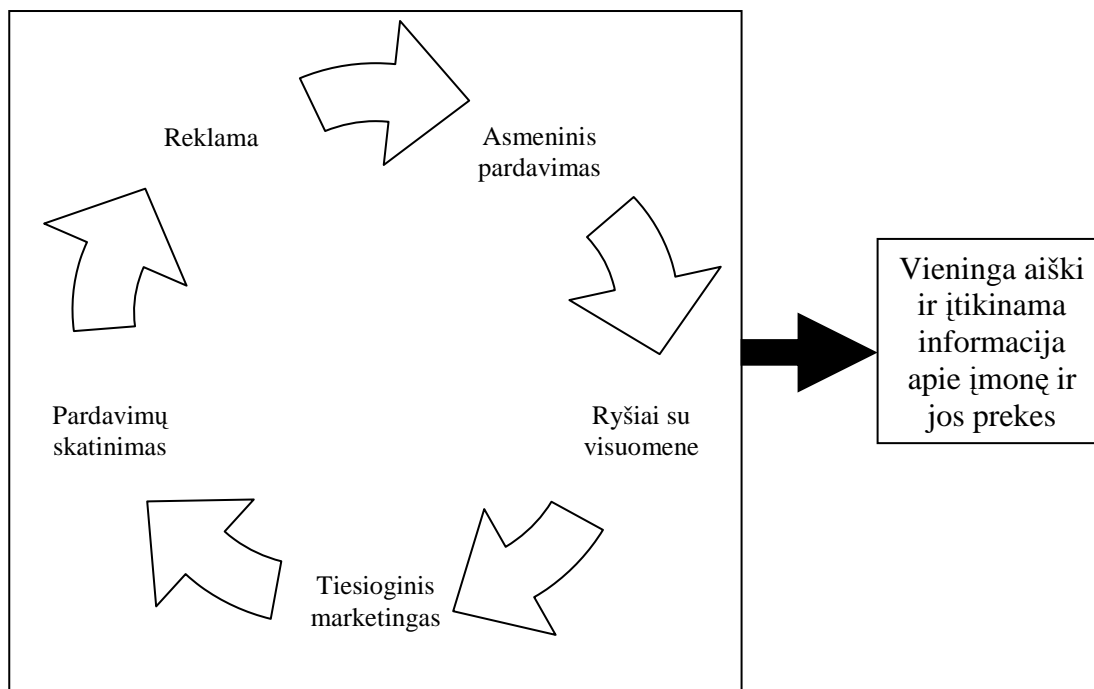 Reklama
Asmeninis
pardavimas
Ryšiai su
visuomene
Tiesioginis
marketingas
Pardavimų
skatinimas
Vieninga aiški
ir įtikinama
informacija
apie įmonę ir
jos prekes